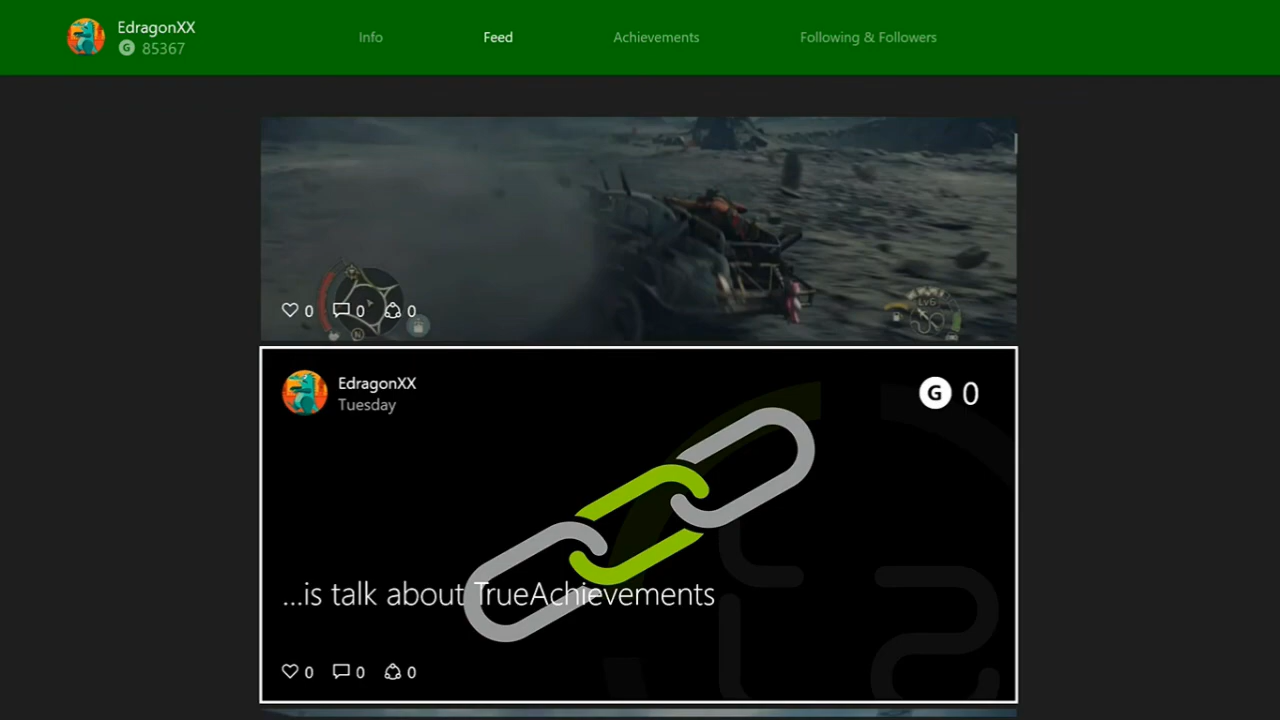 EdragonXX
G 85367
Info
Feed
Achievements
Following & Followers
Lv6
N
0 0 0
EdragonXX
Tuesday
G 0
...is talk about TrueAchievements
0 0 0